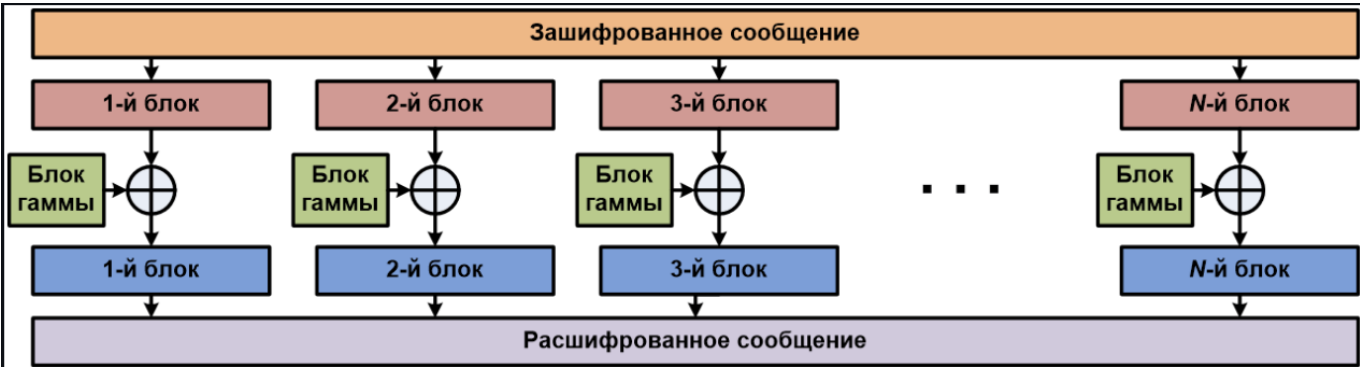 Зашифрованное сообщение
1-й блок
2-й блок
3-й блок
N-й блок
Блок
гаммы
Блок
гаммы
Блок
гаммы
. . .
Блок
гаммы
1-й блок
2-й блок
3-й блок
N-й блок
Расшифрованное сообщение